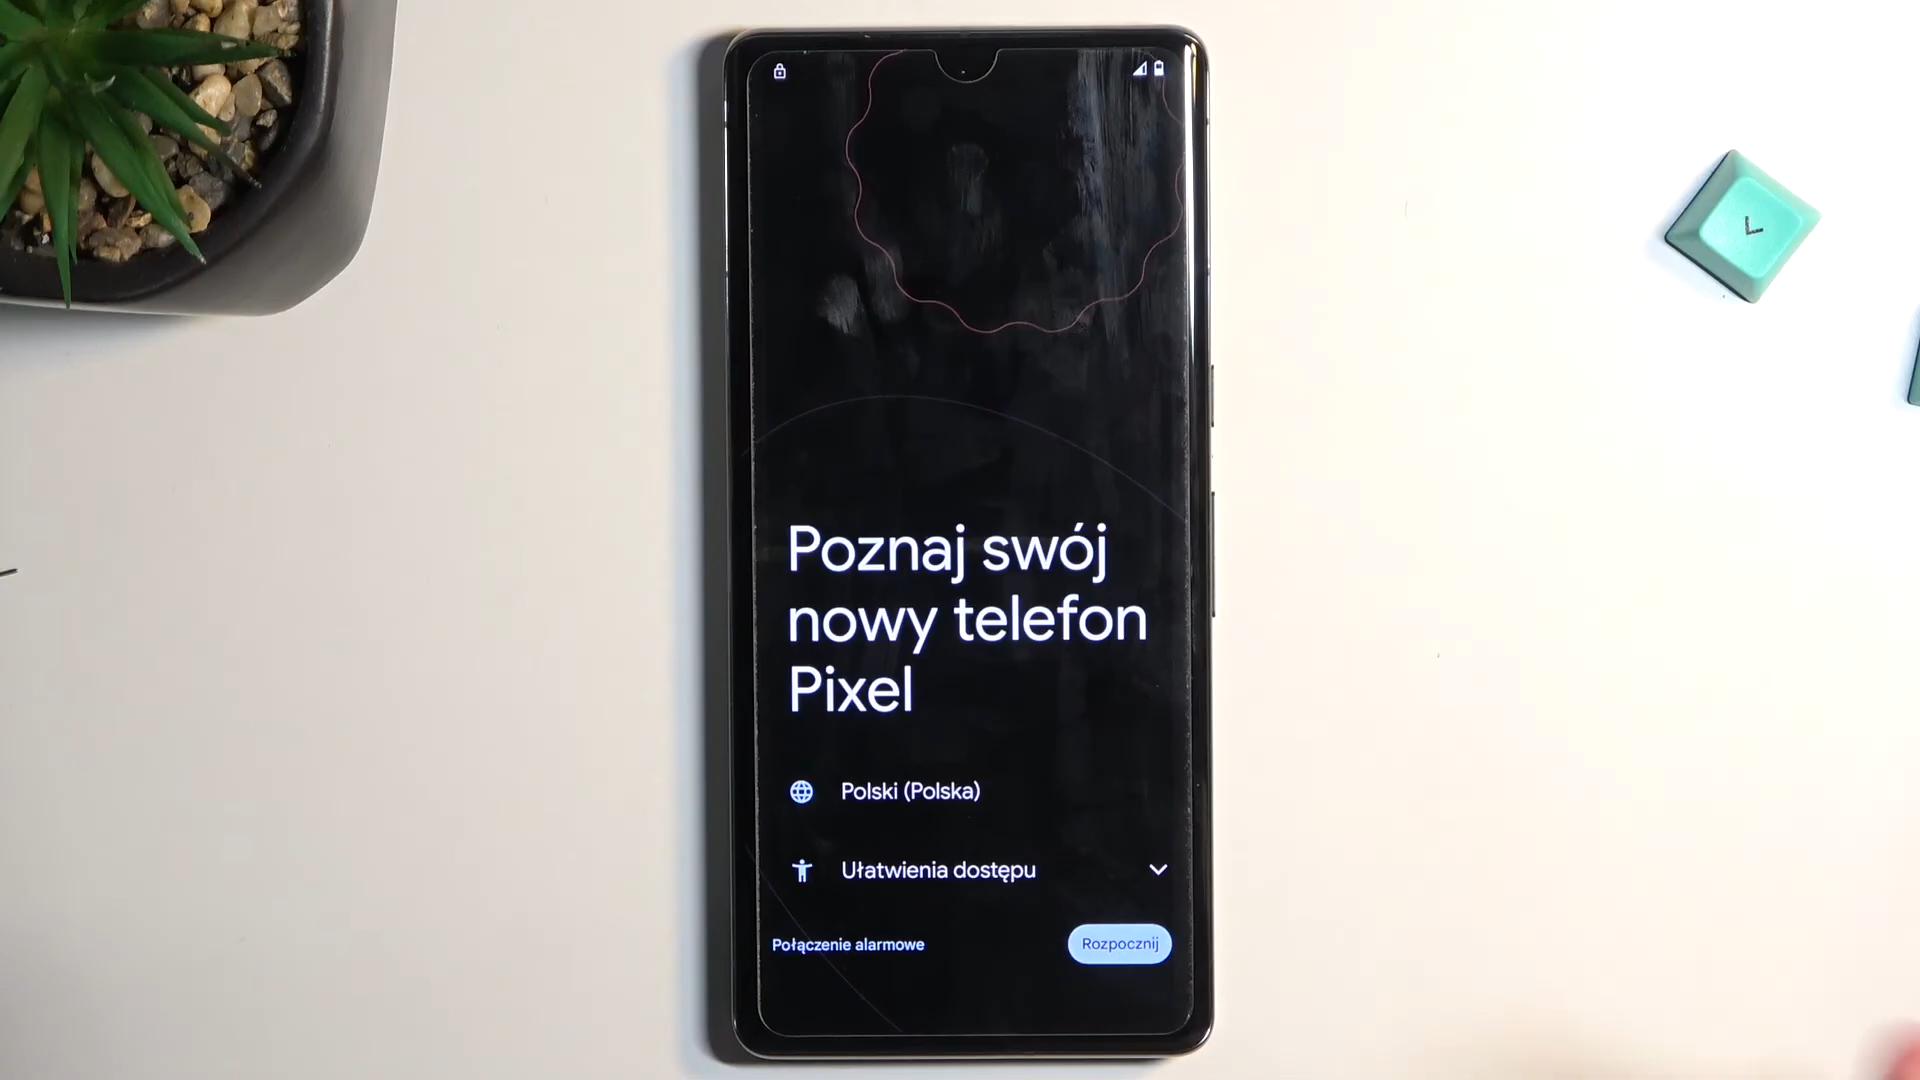 Poznaj swój
nowy telefon
Pixel
Polski (Polska)
Ułatwienia dostępu
Połączenie alarmowe
Rozpocznij